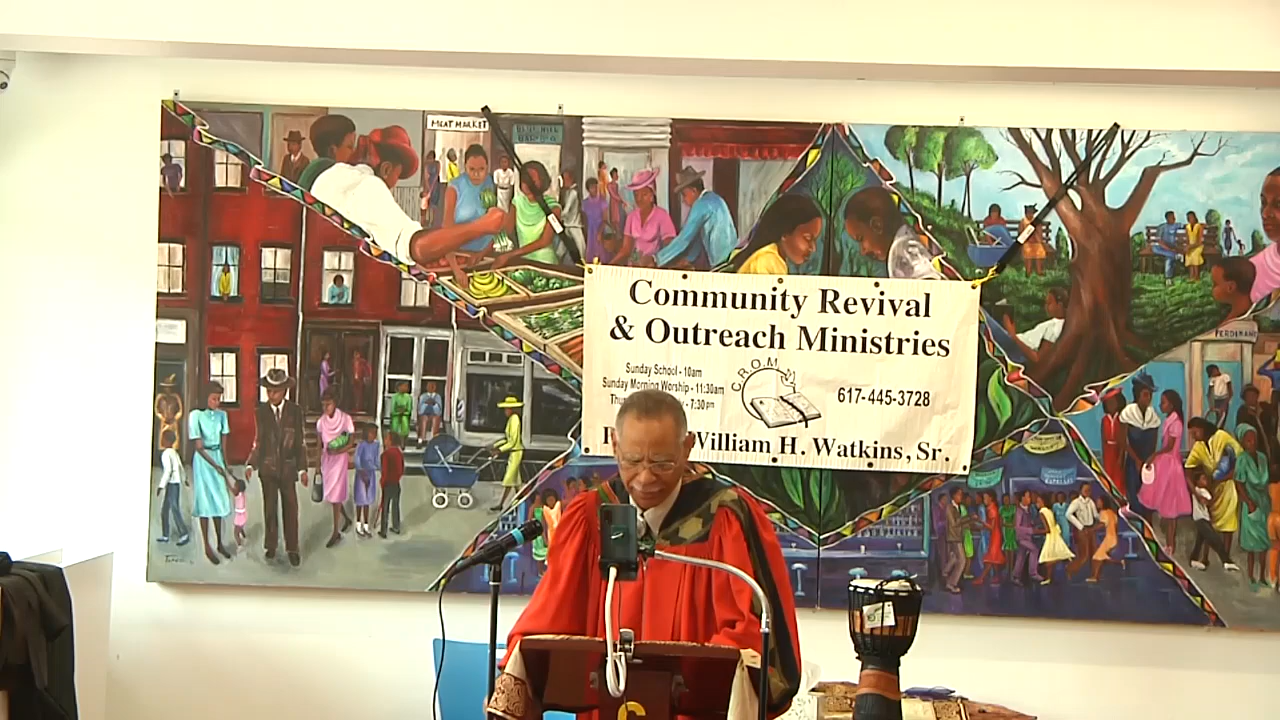 MEAT MARKET
FERDINAND
Community Revival
& Outreach Ministries
Sunday School - 10am
C.R.O.M.
Sunday Morning Worship - 11:30am
617-445-3728
7:30 pm
William H. Watkins, Sr.